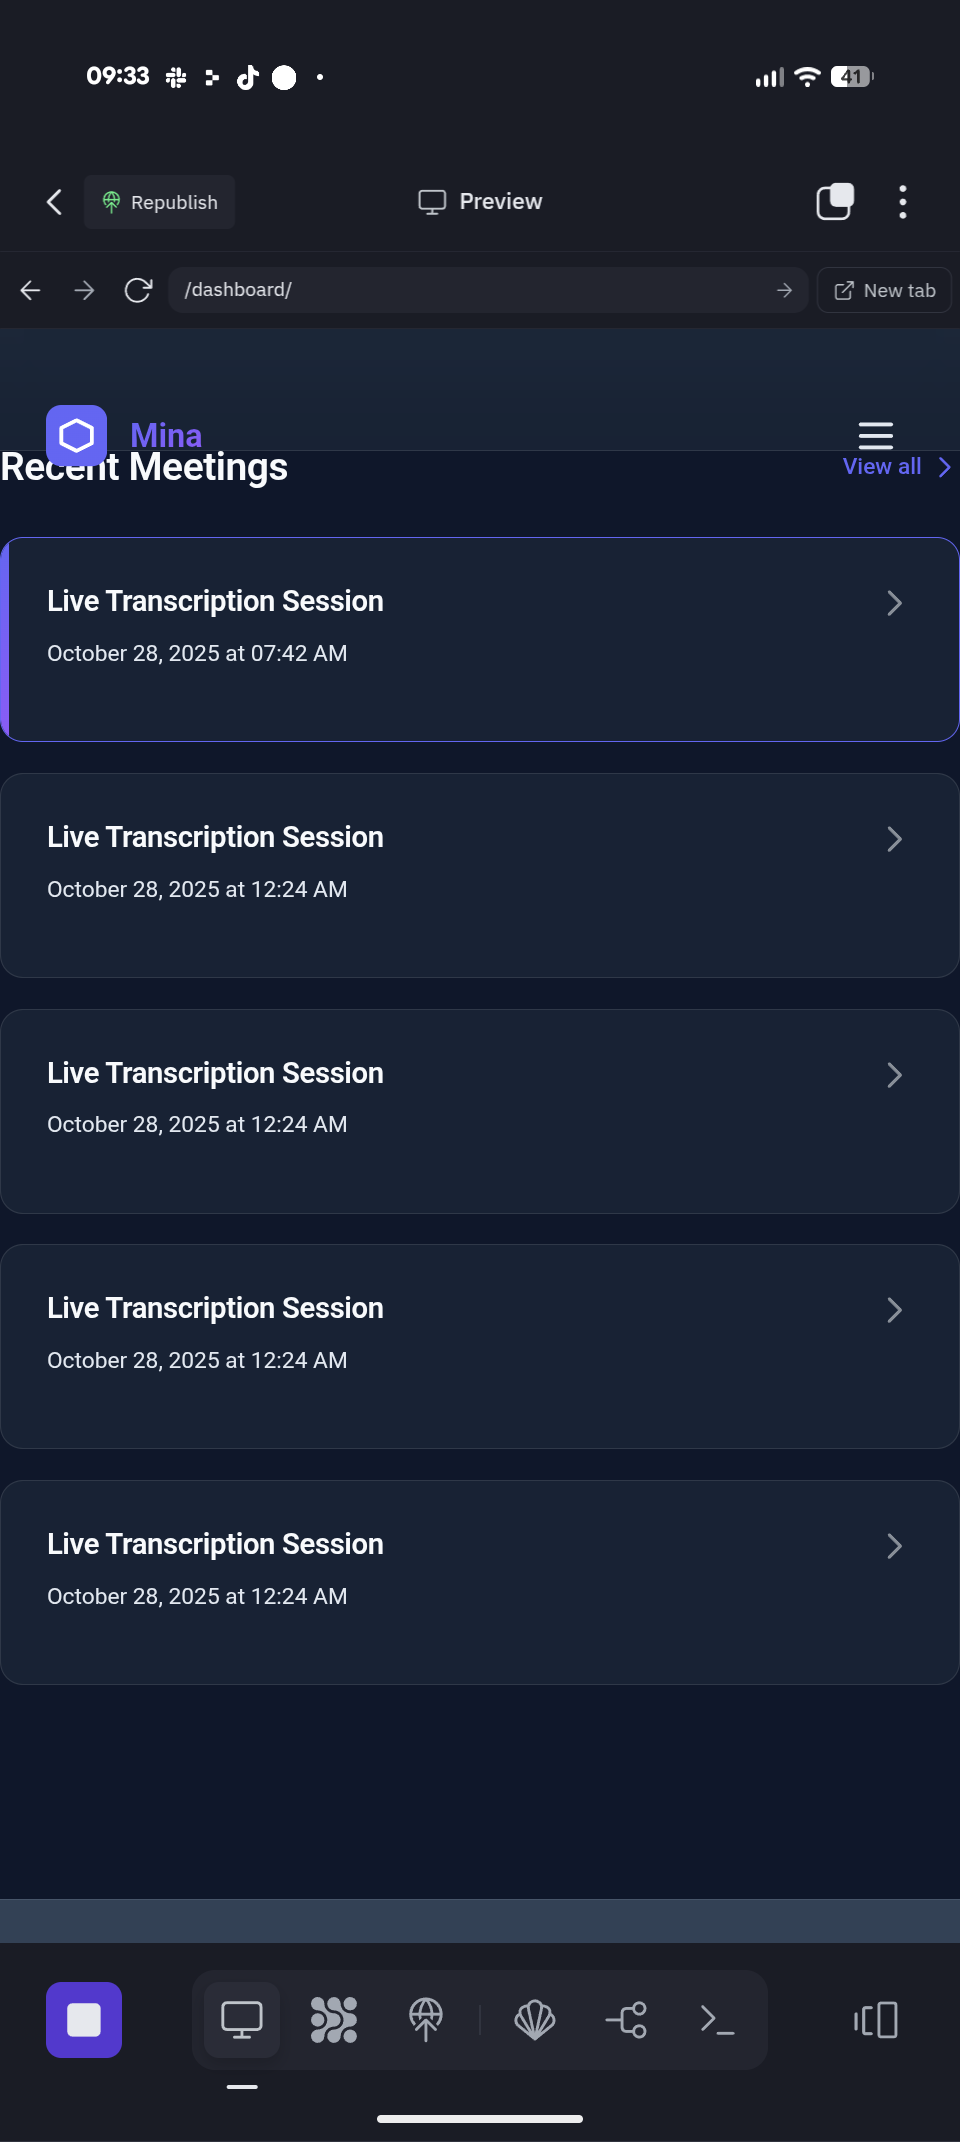 09:33
41
Republish
Preview
/dashboard/
New tab
Mina
Recent Meetings
View all
Live Transcription Session
October 28, 2025 at 07:42 AM
Live Transcription Session
October 28, 2025 at 12:24 AM
Live Transcription Session
October 28, 2025 at 12:24 AM
Live Transcription Session
October 28, 2025 at 12:24 AM
Live Transcription Session
October 28, 2025 at 12:24 AM